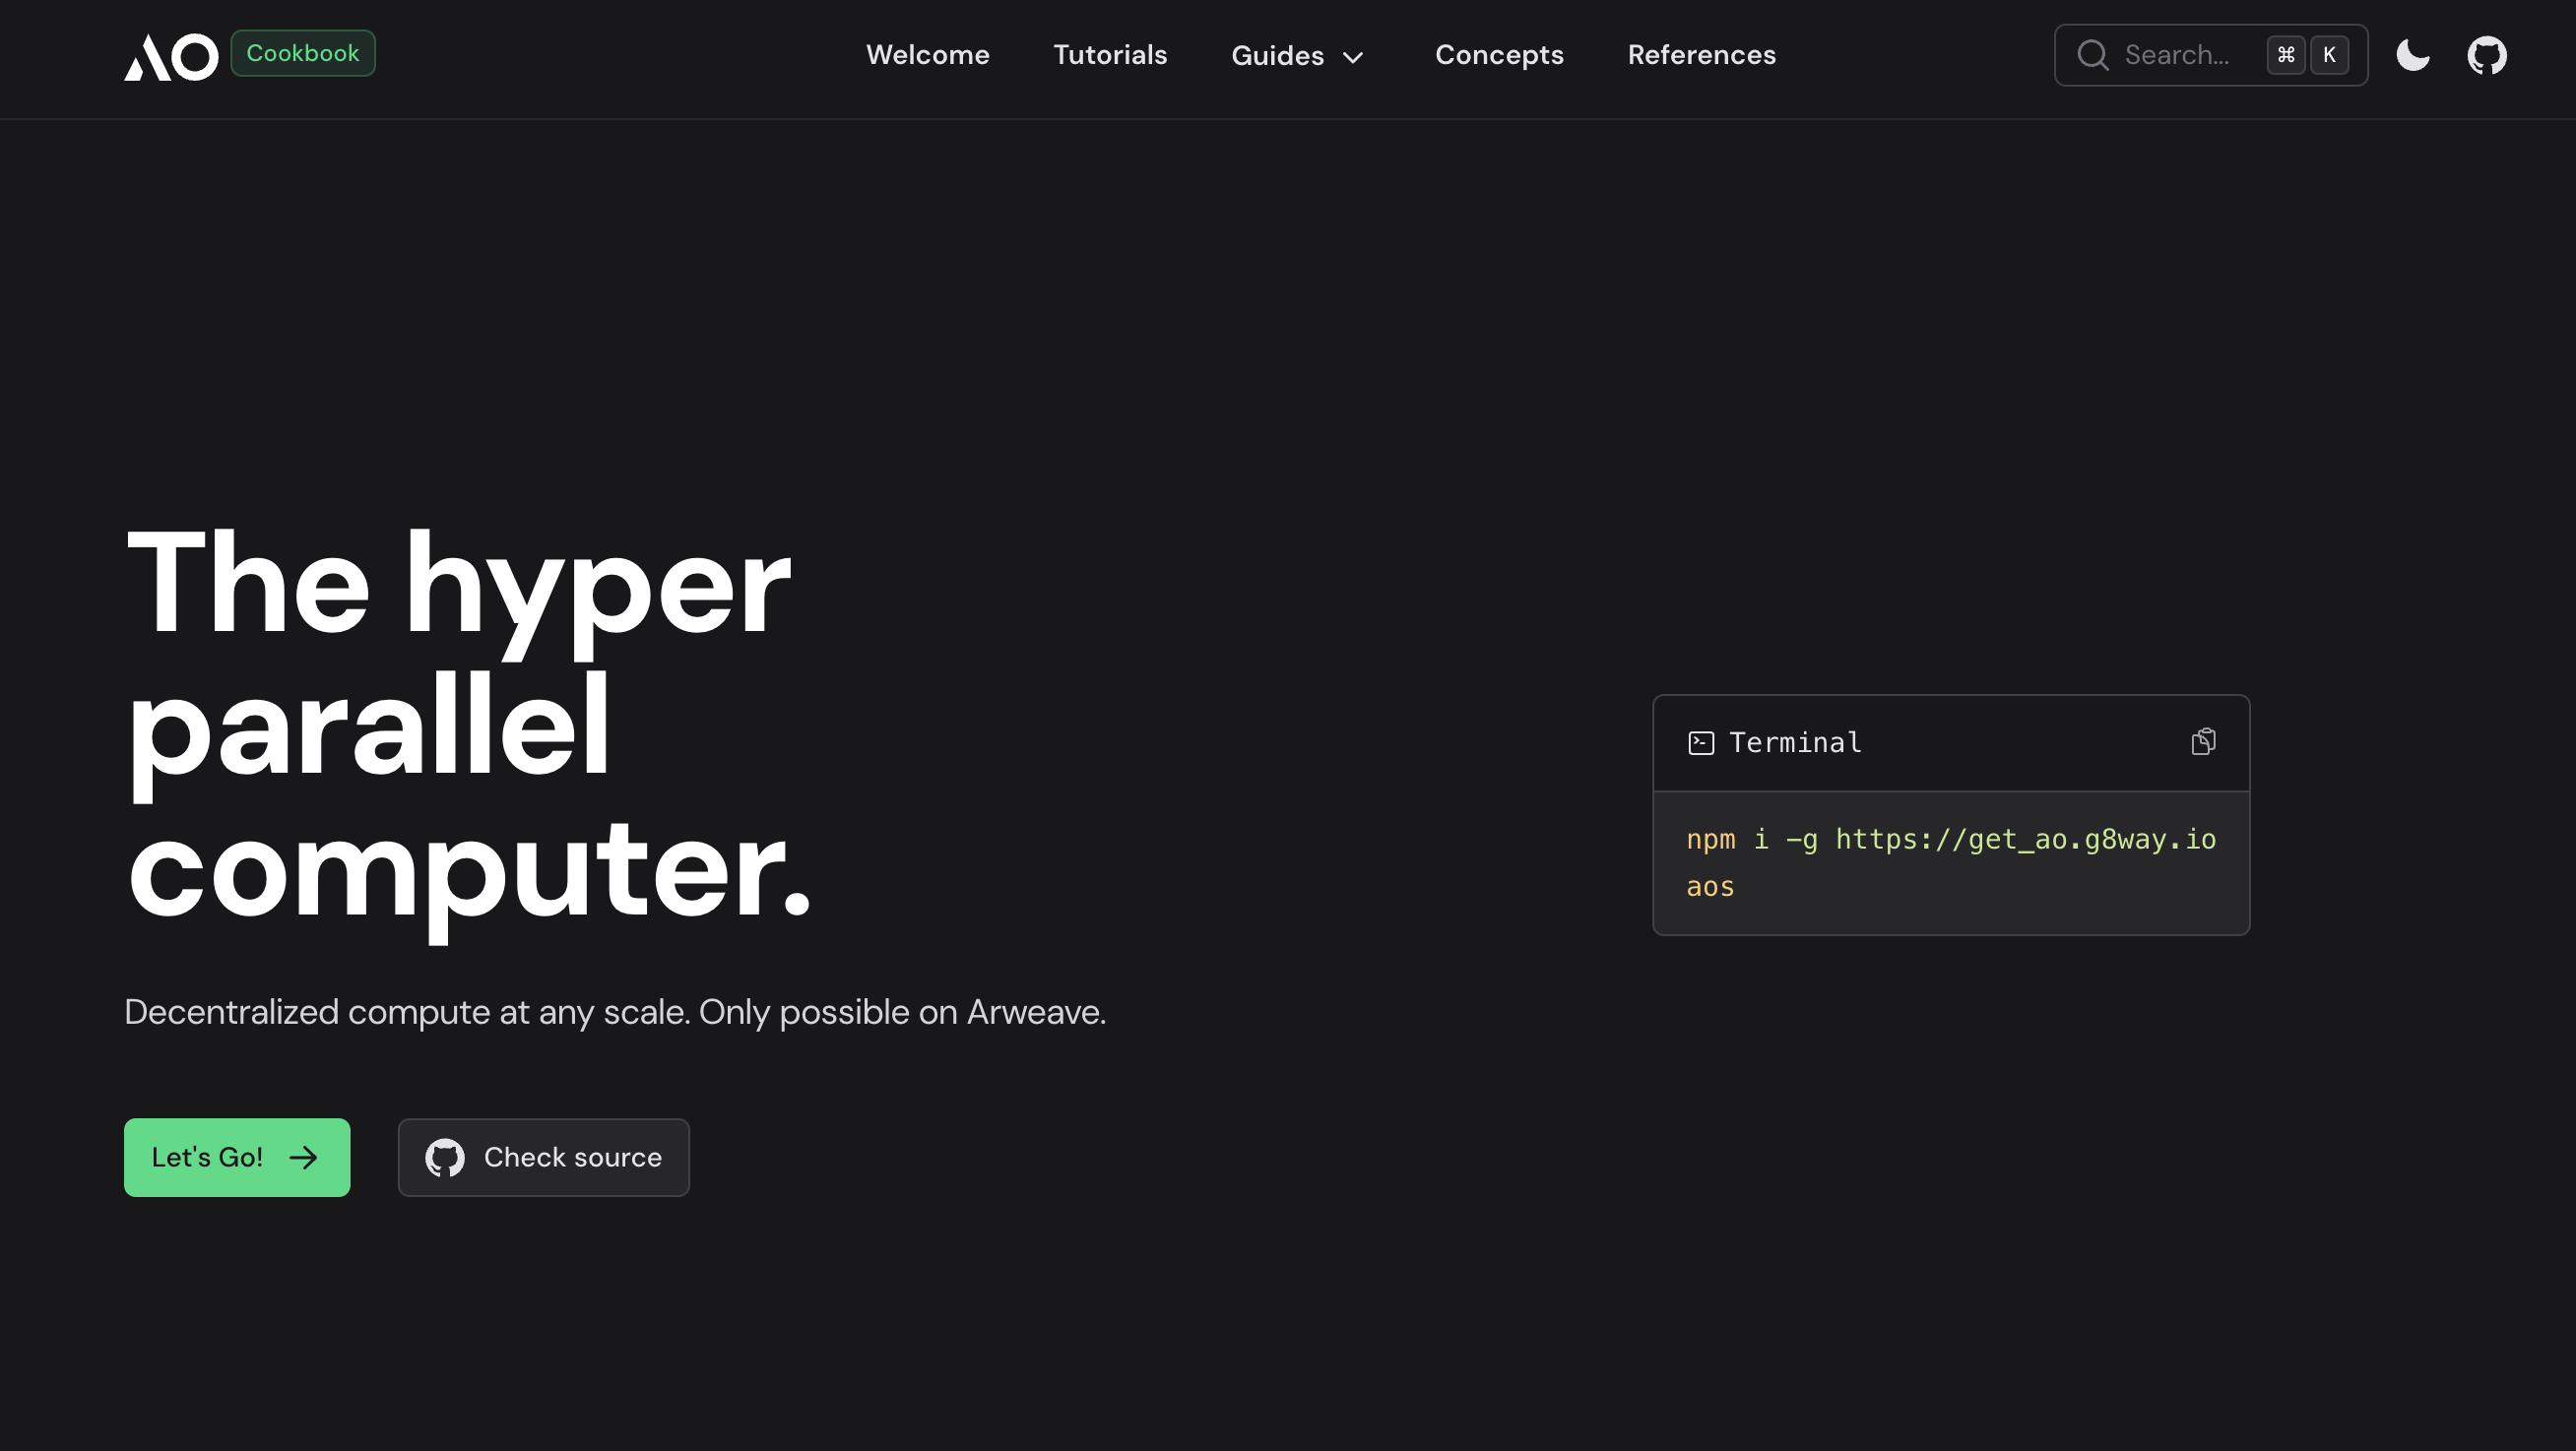 AO Cookbook
Welcome Tutorials Guides Concepts References
Search... ⌘ K
The hyper
parallel
computer.
Decentralized compute at any scale. Only possible on Arweave.
Let's Go!
Check source
Terminal
npm i -g https://get_ao.g8way.io
aos